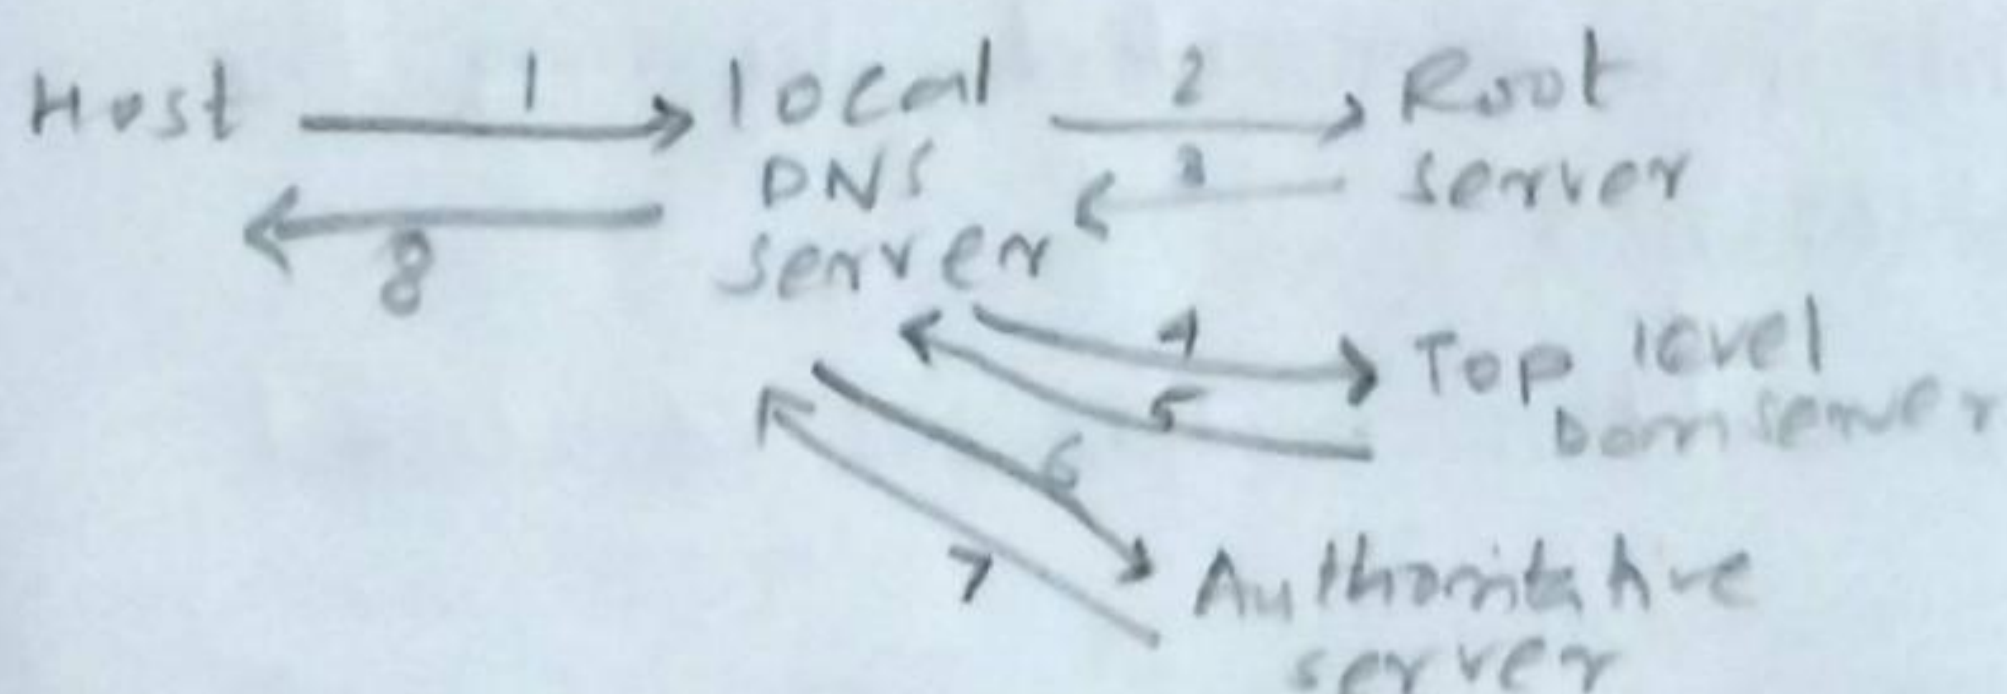 Host 1 local 2 Root
DNS 3 server
8 server
4 Top level
5 Dom server
6
7 Authoritative
server